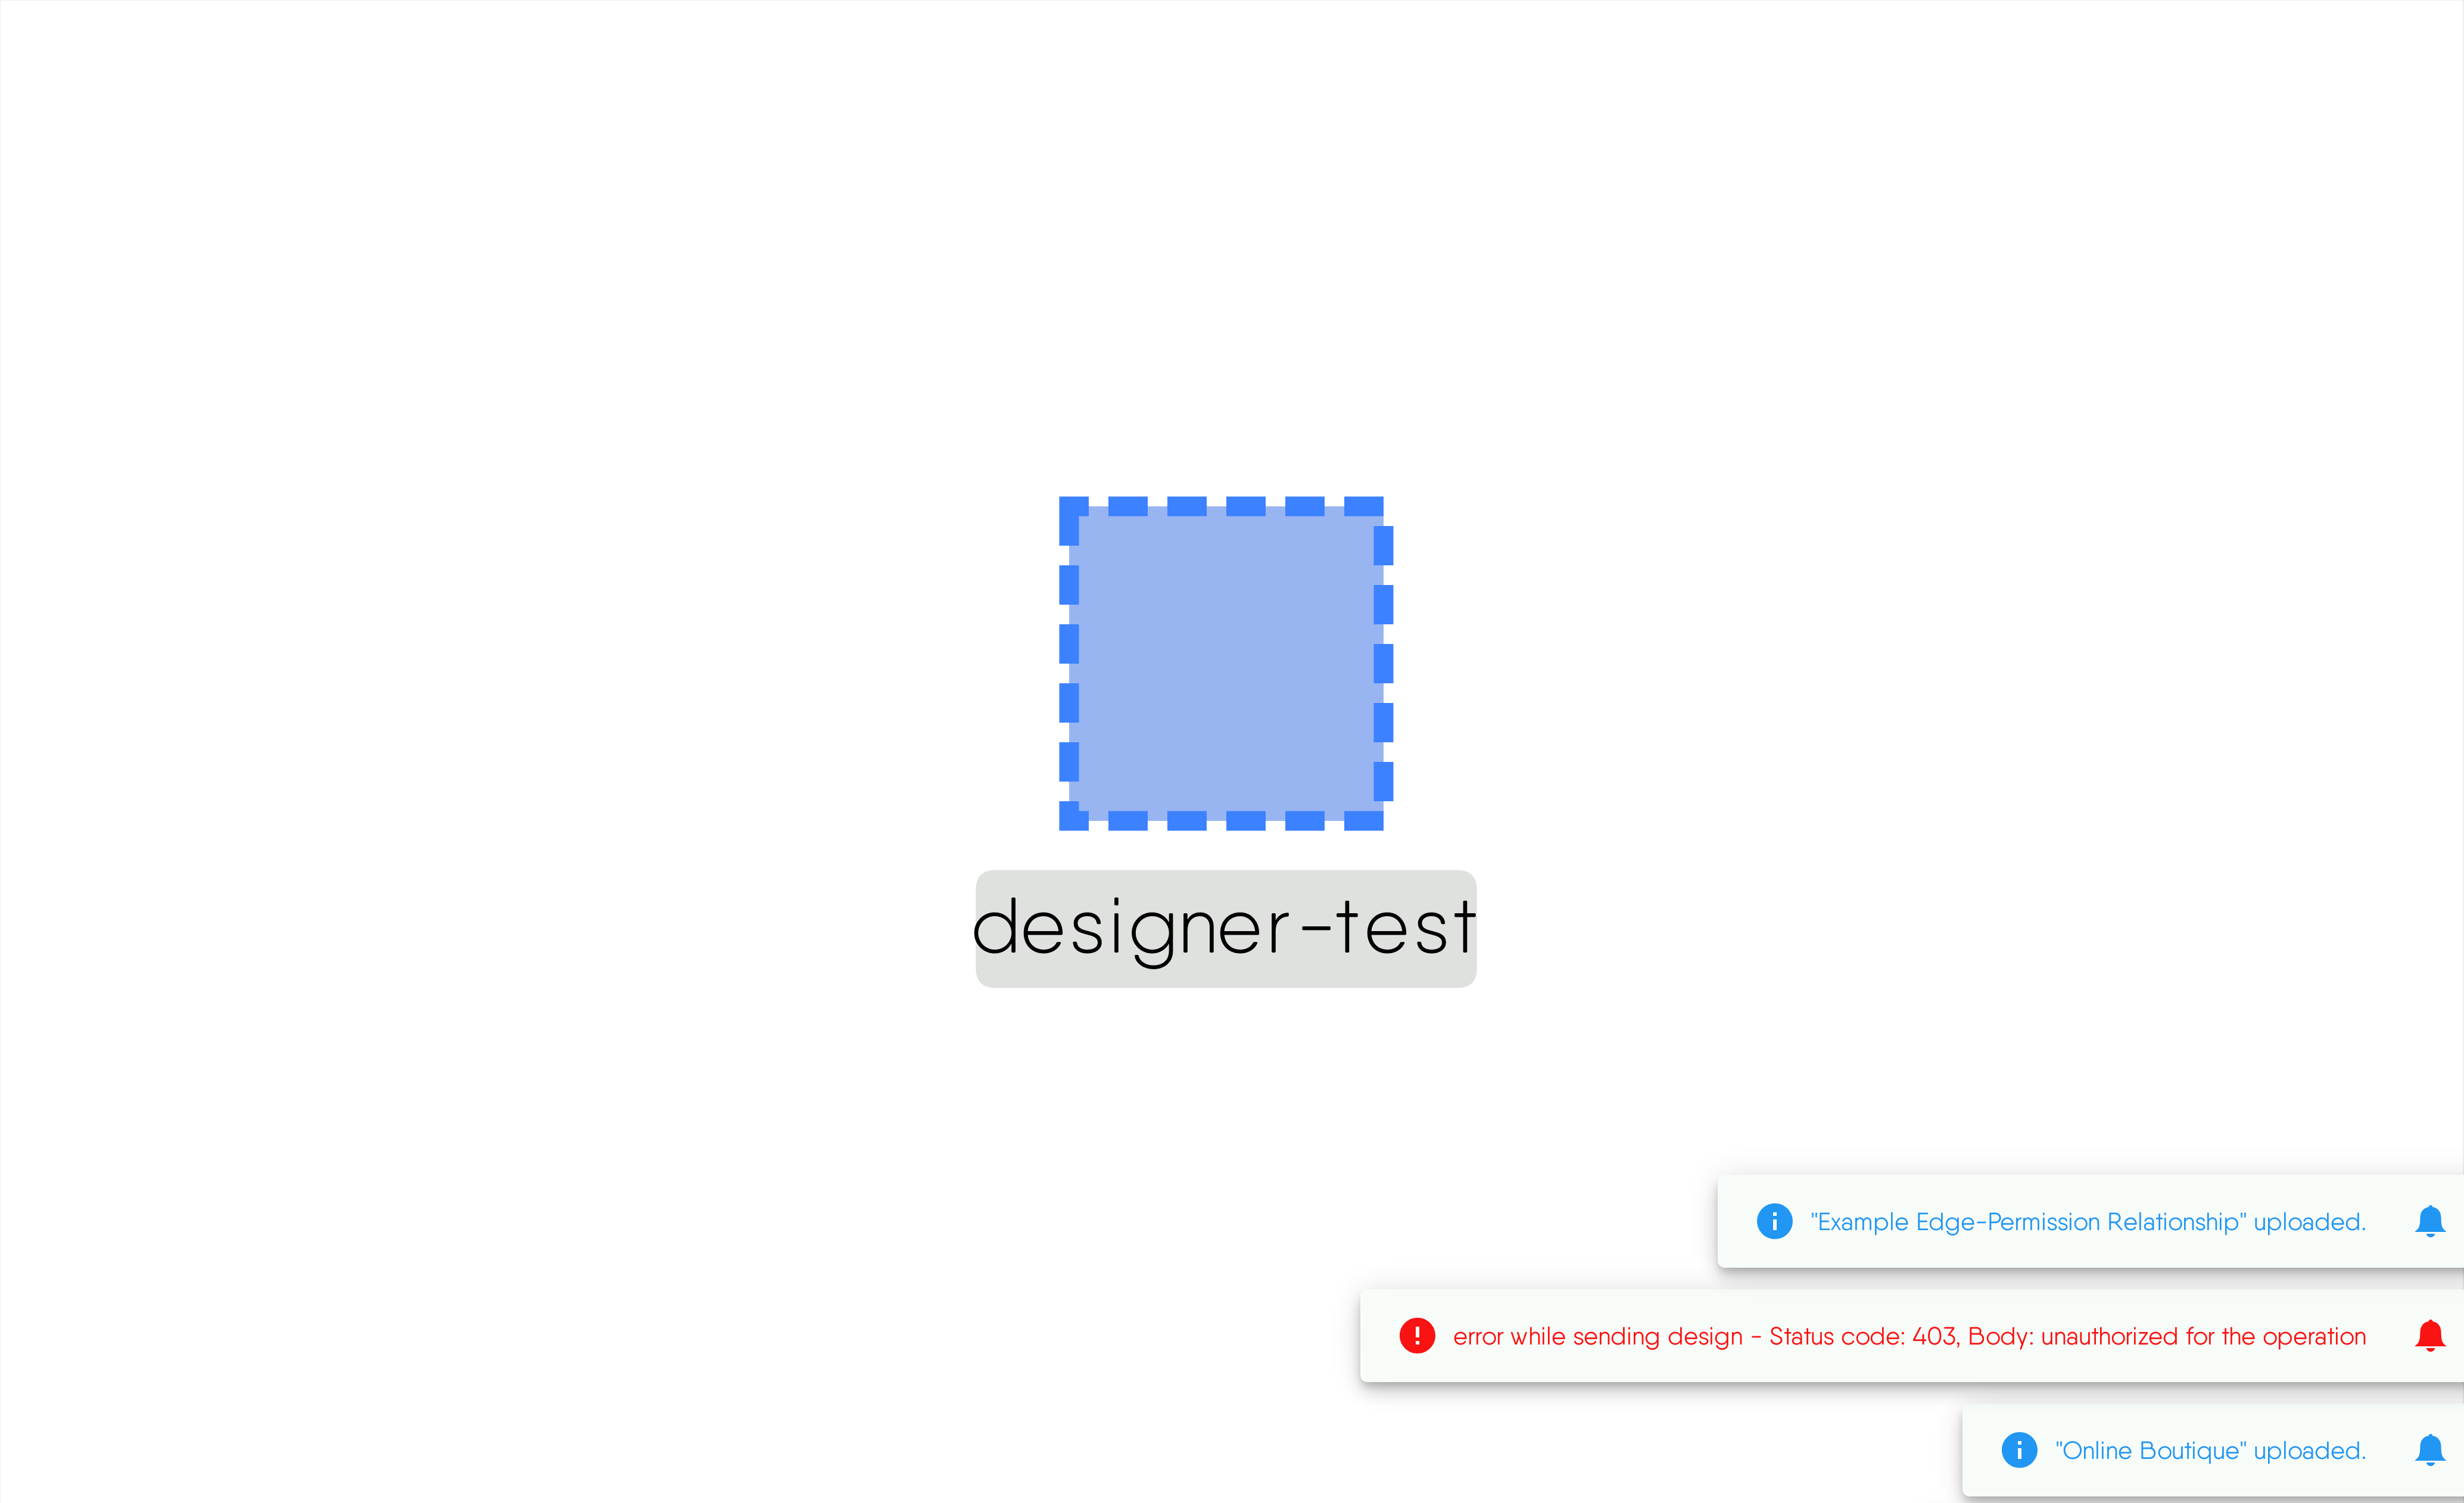 designer-test
"Example Edge-Permission Relationship" uploaded.
error while sending design - Status code: 403, Body: unauthorized for the operation
"Online Boutique" uploaded.